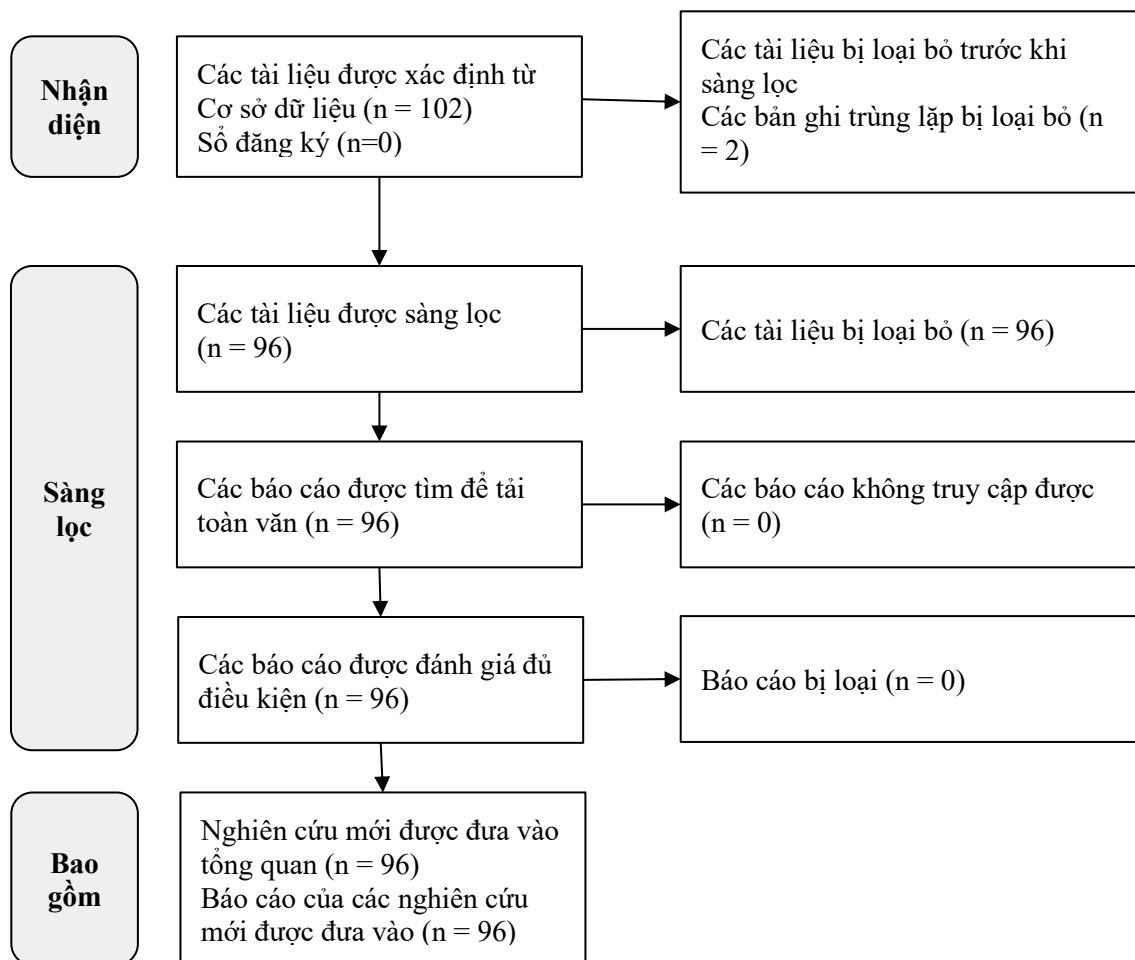 Nhận
diện
Các tài liệu được xác định từ
Cơ sở dữ liệu (n = 102)
Sổ đăng ký (n=0)
Các tài liệu bị loại bỏ trước khi
sàng lọc
Các bản ghi trùng lặp bị loại bỏ (n
= 2)
Sàng
lọc
Các tài liệu được sàng lọc
(n = 96)
Các tài liệu bị loại bỏ (n = 96)
Các báo cáo được tìm để tải
toàn văn (n = 96)
Các báo cáo không truy cập được
(n = 0)
Các báo cáo được đánh giá đủ
điều kiện (n = 96)
Báo cáo bị loại (n = 0)
Bao
gồm
Nghiên cứu mới được đưa vào
tổng quan (n = 96)
Báo cáo của các nghiên cứu
mới được đưa vào (n = 96)